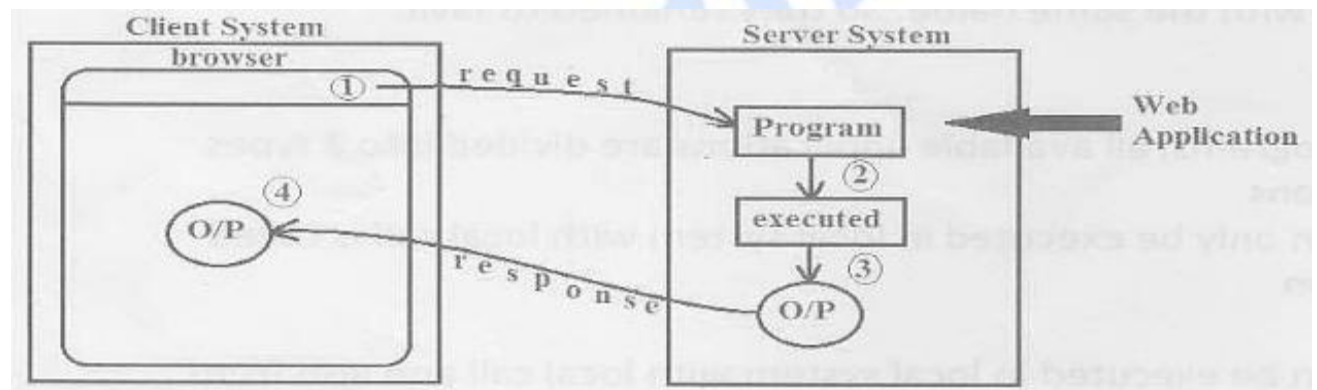 Client System
browser
① request
Server System
Program
②
executed
③
O/P
response
④
O/P
Web
Application